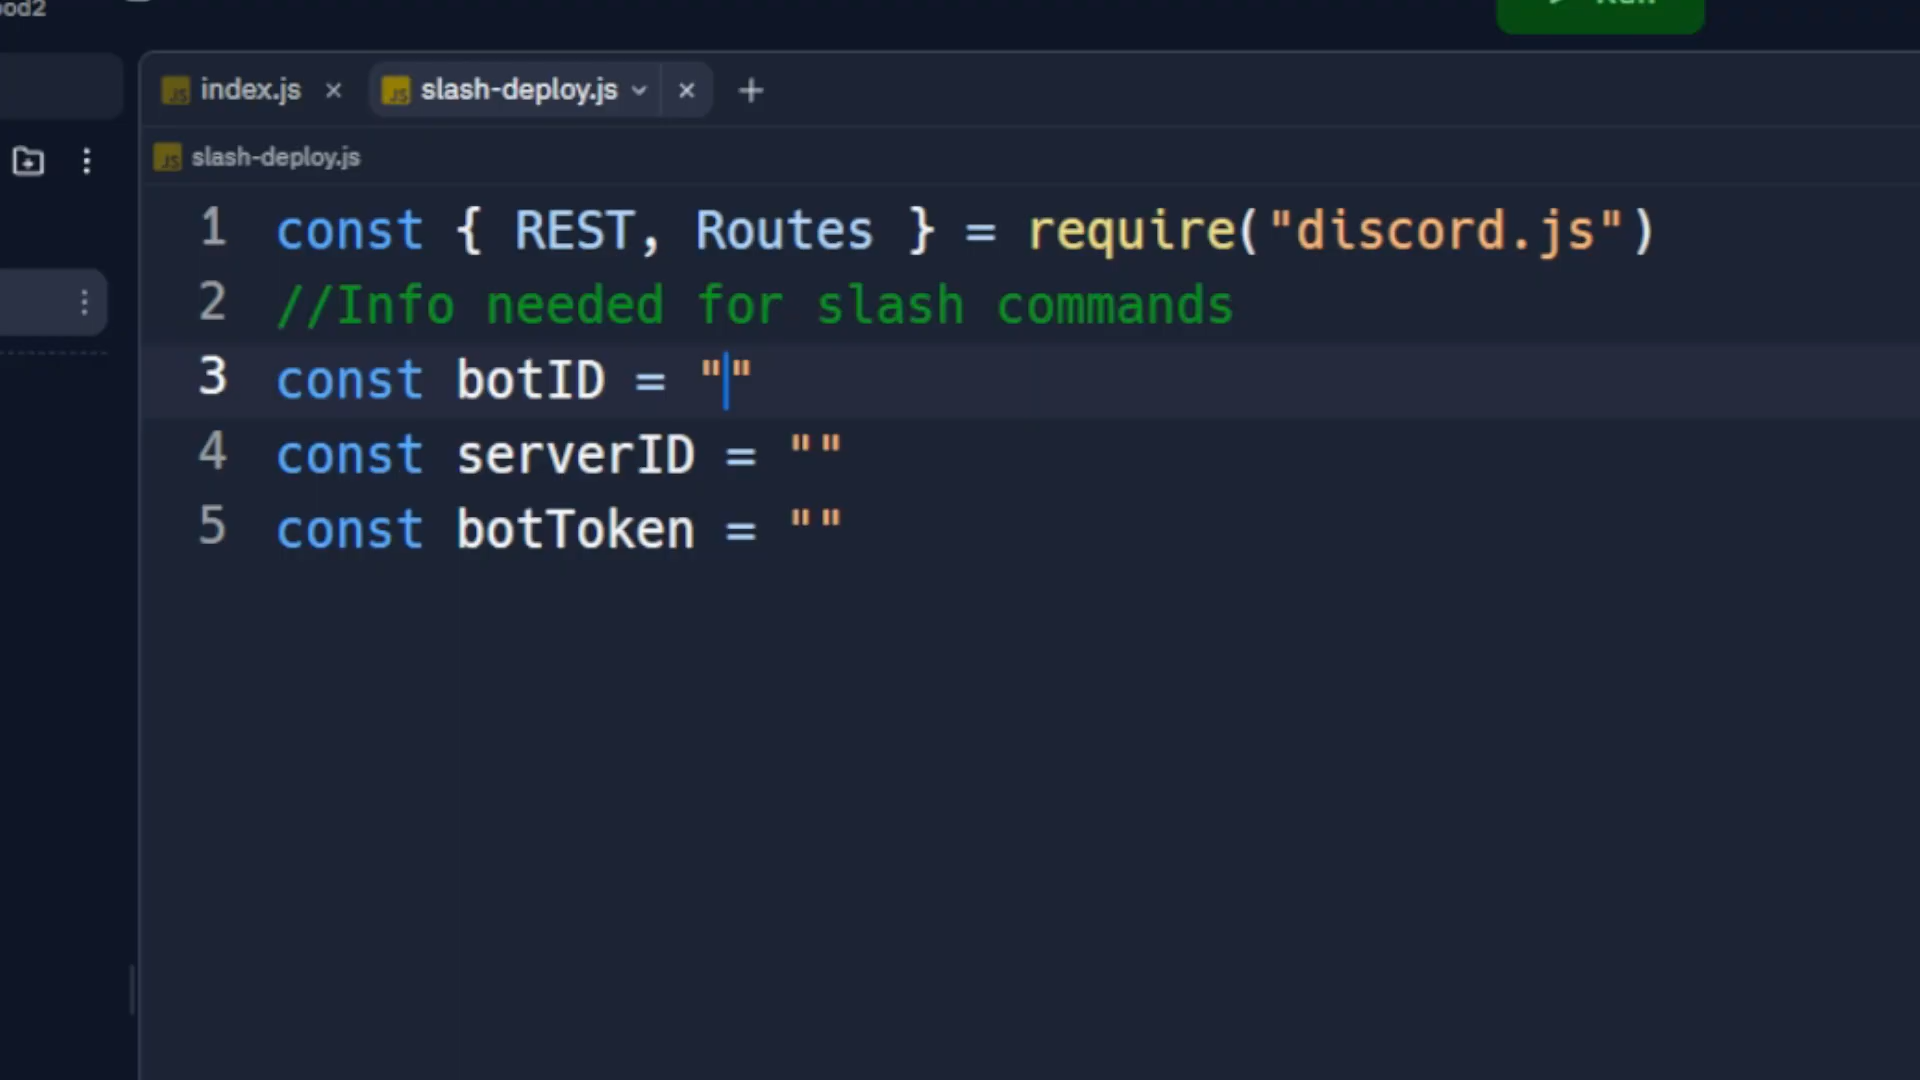 index.js
slash-deploy.js
JS slash-deploy.js
1 const { REST, Routes } = require("discord.js")
2 //Info needed for slash commands
3 const botID = ""
4 const serverID = ""
5 const botToken = ""